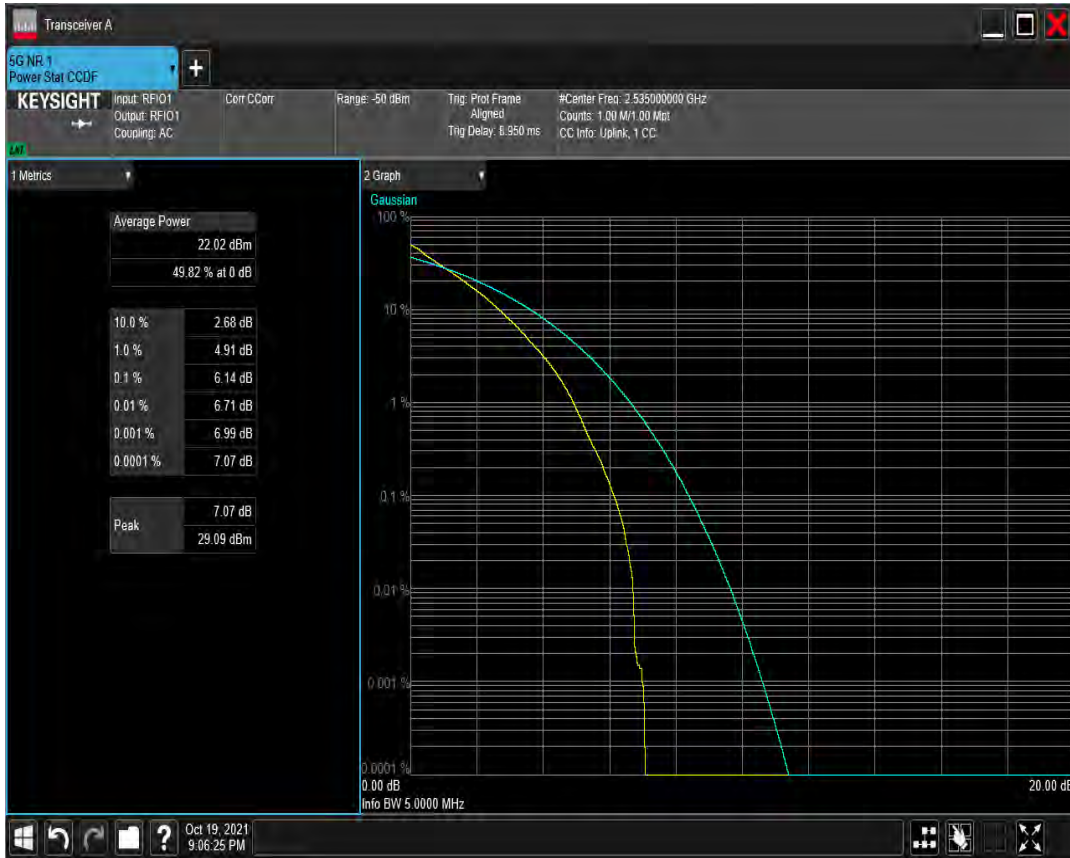 Transceiver A
5G NR 1
Power Stat CCDF
+
KEYSIGHT
Input: RFIO1
Output: RFIO1
Coupling: AC
Corr CCorr
Range: -50 dBm
Trig: Prot Frame
Aligned
Trig Delay: 8.950 ms
#Center Freq: 2.535000000 GHz
Counts: 1.00 M/1.00 Mpt
CC Info: Uplink, 1 CC
1 Metrics
Average Power
22.02 dBm
49.82 % at 0 dB
10.0 % 2.68 dB
1.0 % 4.91 dB
0.1 % 6.14 dB
0.01 % 6.71 dB
0.001 % 6.99 dB
0.0001 % 7.07 dB
Peak 7.07 dB
29.09 dBm
2 Graph
Gaussian
100 %
10 %
1 %
0.1 %
0.01 %
0.001 %
0.0001 %
0.00 dB
20.00 dB
Info BW 5.0000 MHz
?
Oct 19, 2021
9:06:25 PM